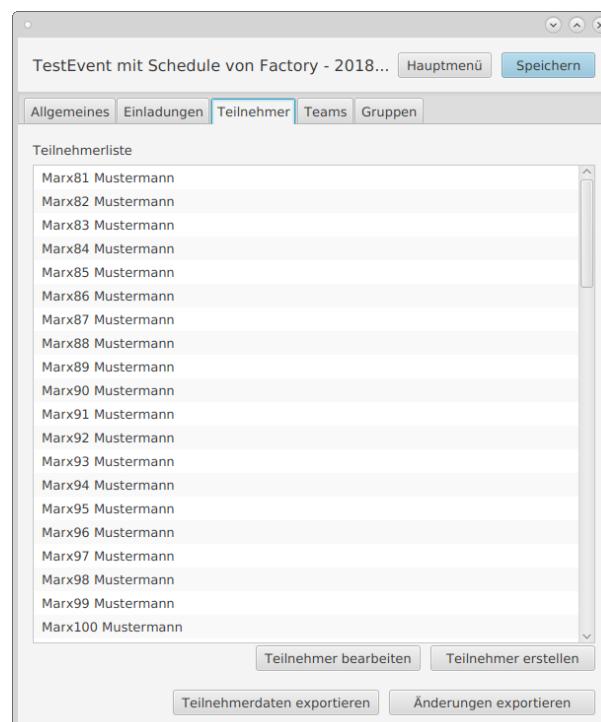 TestEvent mit Schedule von Factory - 2018... Hauptmenü Speichern
Allgemeines Einladungen Teilnehmer Teams Gruppen
Teilnehmerliste
Marx81 Mustermann
Marx82 Mustermann
Marx83 Mustermann
Marx84 Mustermann
Marx85 Mustermann
Marx86 Mustermann
Marx87 Mustermann
Marx88 Mustermann
Marx89 Mustermann
Marx90 Mustermann
Marx91 Mustermann
Marx92 Mustermann
Marx93 Mustermann
Marx94 Mustermann
Marx95 Mustermann
Marx96 Mustermann
Marx97 Mustermann
Marx98 Mustermann
Marx99 Mustermann
Marx100 Mustermann
Teilnehmer bearbeiten Teilnehmer erstellen
Teilnehmerdaten exportieren Änderungen exportieren